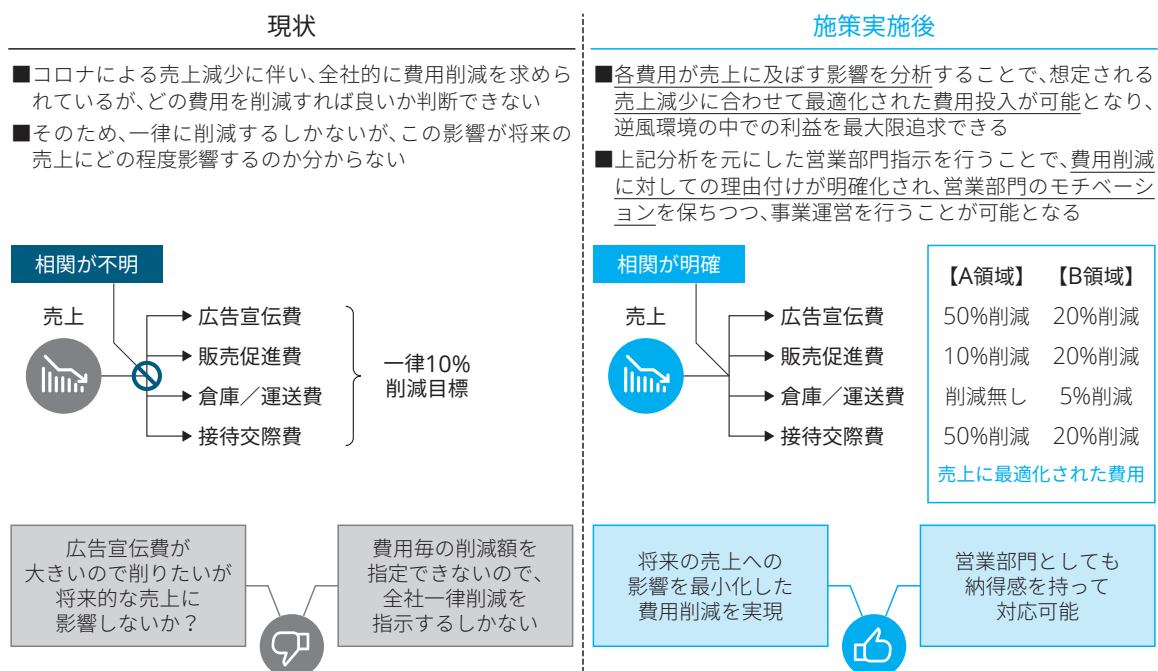 現状
■コロナによる売上減少に伴い、全社的に費用削減を求めら
れているが、どの費用を削減すれば良いか判断できない
■そのため、一律に削減するしかないが、この影響が将来の
売上にどの程度影響するのか分からない
相関が不明
売上
広告宣伝費
販売促進費
倉庫／運送費
接待交際費
一律10%
削減目標
広告宣伝費が
大きいので削りたいが
将来的な売上に
影響しないか？
費用毎の削減額を
指定できないので、
全社一律削減を
指示するしかない
施策実施後
■各費用が売上に及ぼす影響を分析することで、想定される
売上減少に合わせて最適化された費用投入が可能となり、
逆風環境の中での利益を最大限追求できる
■上記分析を元にした営業部門指示を行うことで、費用削減
に対しての理由付けが明確化され、営業部門のモチベーシ
ョンを保ちつつ、事業運営を行うことが可能となる
相関が明確
売上
広告宣伝費
販売促進費
倉庫／運送費
接待交際費
【A領域】 【B領域】
50%削減 20%削減
10%削減 20%削減
削減無し 5%削減
50%削減 20%削減
売上に最適化された費用
将来の売上への
影響を最小化した
費用削減を実現
営業部門としても
納得感を持って
対応可能